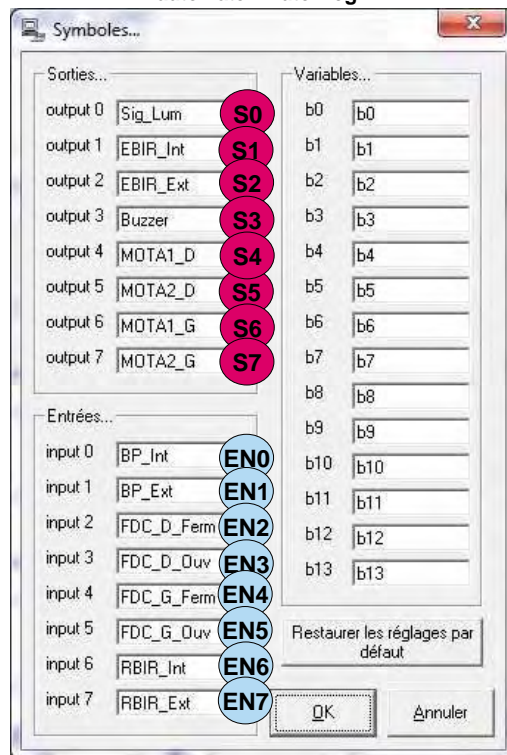 Symboles...
Sorties...
output 0 Sig_Lum S0
output 1 EBIR_Int S1
output 2 EBIR_Ext S2
output 3 Buzzer S3
output 4 MOTA1_D S4
output 5 MOTA2_D S5
output 6 MOTA1_G S6
output 7 MOTA2_G S7
Entrées...
input 0 BP_Int EN0
input 1 BP_Ext EN1
input 2 FDC_D_Ferm EN2
input 3 FDC_D_Ouv EN3
input 4 FDC_G_Ferm EN4
input 5 FDC_G_Ouv EN5
input 6 RBIR_Int EN6
input 7 RBIR_Ext EN7
Variables...
b0 b0
b1 b1
b2 b2
b3 b3
b4 b4
b5 b5
b6 b6
b7 b7
b8 b8
b9 b9
b10 b10
b11 b11
b12 b12
b13 b13
Restaurer les réglages par
défaut
OK
Annuler